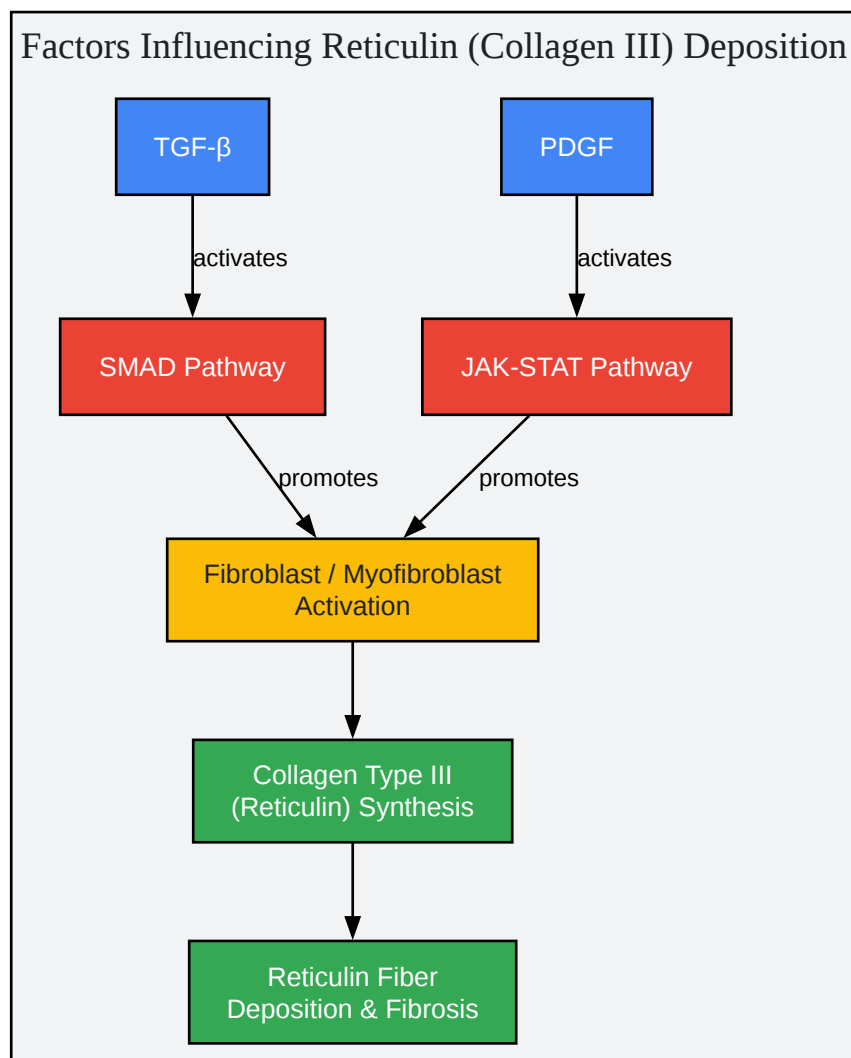 Factors Influencing Reticulin (Collagen III) Deposition
TGF-β
PDGF
activates
activates
SMAD Pathway
JAK-STAT Pathway
promotes
promotes
Fibroblast / Myofibroblast
Activation
Collagen Type III
(Reticulin) Synthesis
Reticulin Fiber
Deposition & Fibrosis